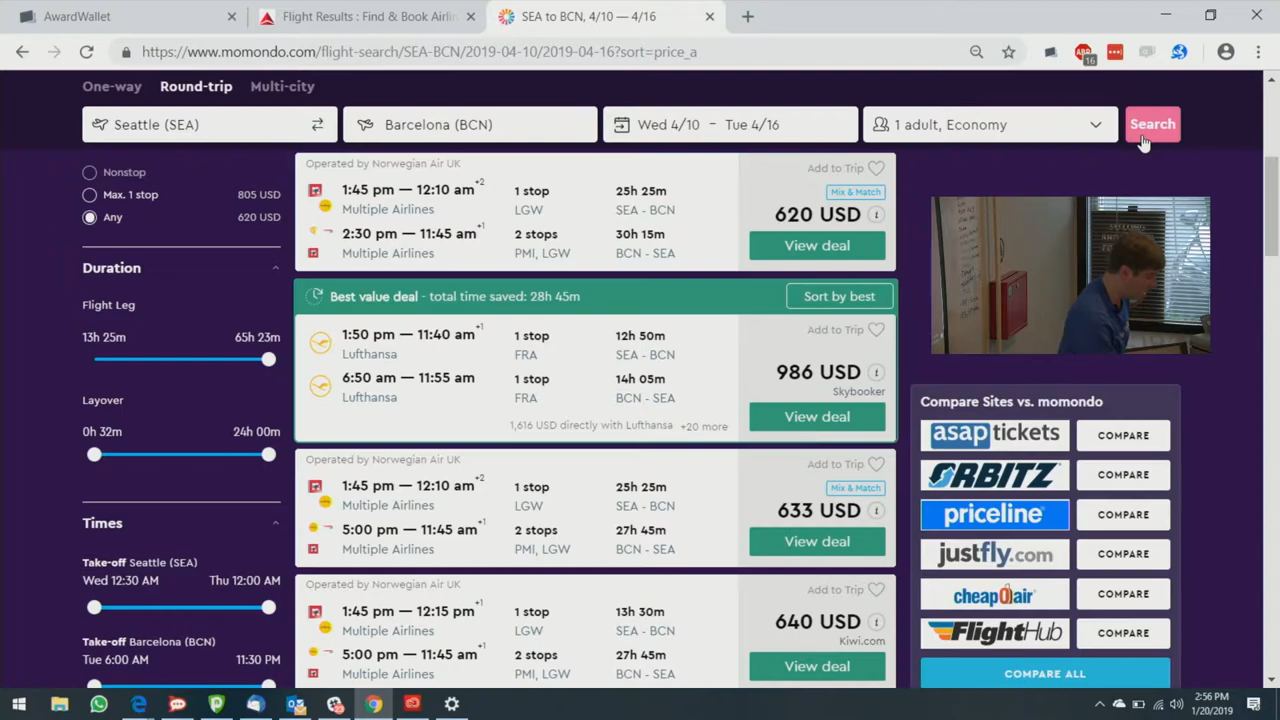 AwardWallet
Flight Results : Find & Book Airlin
SEA to BCN, 4/10 — 4/16
https://www.momondo.com/flight-search/SEA-BCN/2019-04-10/2019-04-16?sort=price_a
16
One-way Round-trip Multi-city
Seattle (SEA) Barcelona (BCN) Wed 4/10 – Tue 4/16 1 adult, Economy Search
Nonstop
Max. 1 stop 805 USD
Any 620 USD
Duration
Flight Leg
13h 25m 65h 23m
Layover
0h 32m 24h 00m
Times
Take-off Seattle (SEA)
Wed 12:30 AM Thu 12:00 AM
Take-off Barcelona (BCN)
Tue 6:00 AM 11:30 PM
Operated by Norwegian Air UK
1:45 pm — 12:10 am+2 1 stop 25h 25m
Multiple Airlines LGW SEA - BCN
2:30 pm — 11:45 am+1 2 stops 30h 15m
Multiple Airlines PMI, LGW BCN - SEA
Add to Trip
Mix & Match
620 USD i
View deal
Best value deal - total time saved: 28h 45m
Sort by best
1:50 pm — 11:40 am+1 1 stop 12h 50m
Lufthansa FRA SEA - BCN
6:50 am — 11:55 am 1 stop 14h 05m
Lufthansa FRA BCN - SEA
1,616 USD directly with Lufthansa +20 more
Add to Trip
986 USD i
Skybooker
View deal
Operated by Norwegian Air UK
1:45 pm — 12:10 am+2 1 stop 25h 25m
Multiple Airlines LGW SEA - BCN
5:00 pm — 11:45 am+1 2 stops 27h 45m
Multiple Airlines PMI, LGW BCN - SEA
Add to Trip
Mix & Match
633 USD i
View deal
Operated by Norwegian Air UK
1:45 pm — 12:15 pm+1 1 stop 13h 30m
Multiple Airlines LGW SEA - BCN
5:00 pm — 11:45 am+1 2 stops 27h 45m
Multiple Airlines PMI, LGW BCN - SEA
Add to Trip
640 USD i
Kiwi.com
View deal
Compare Sites vs. momondo
asaptickets COMPARE
ORBITZ COMPARE
priceline COMPARE
justfly.com COMPARE
cheapOair COMPARE
FlightHub COMPARE
COMPARE ALL
2:56 PM
1/20/2019